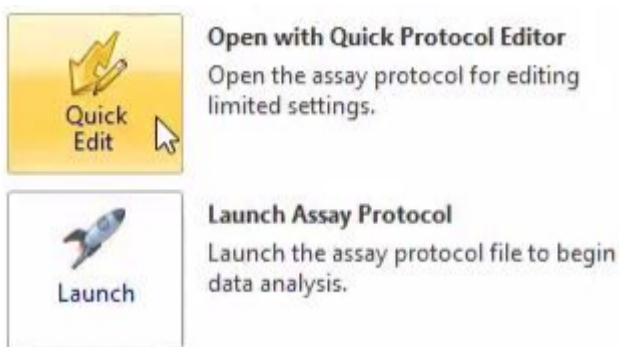 Quick
Edit
Open with Quick Protocol Editor
Open the assay protocol for editing
limited settings.
Launch
Launch Assay Protocol
Launch the assay protocol file to begin
data analysis.